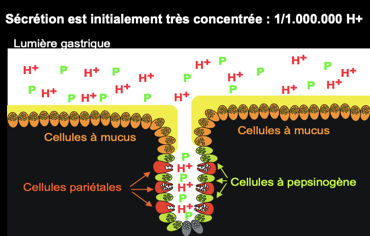 Sécrétion est initialement très concentrée : 1/1.000.000 H+
Lumière gastrique
H+ P H+ P H+ P H+
H+ P H+ P H+ P H+ P
Cellules à mucus Cellules à mucus
P
H+
Cellules pariétales P Cellules à pepsinogène
H+
P
H+
P